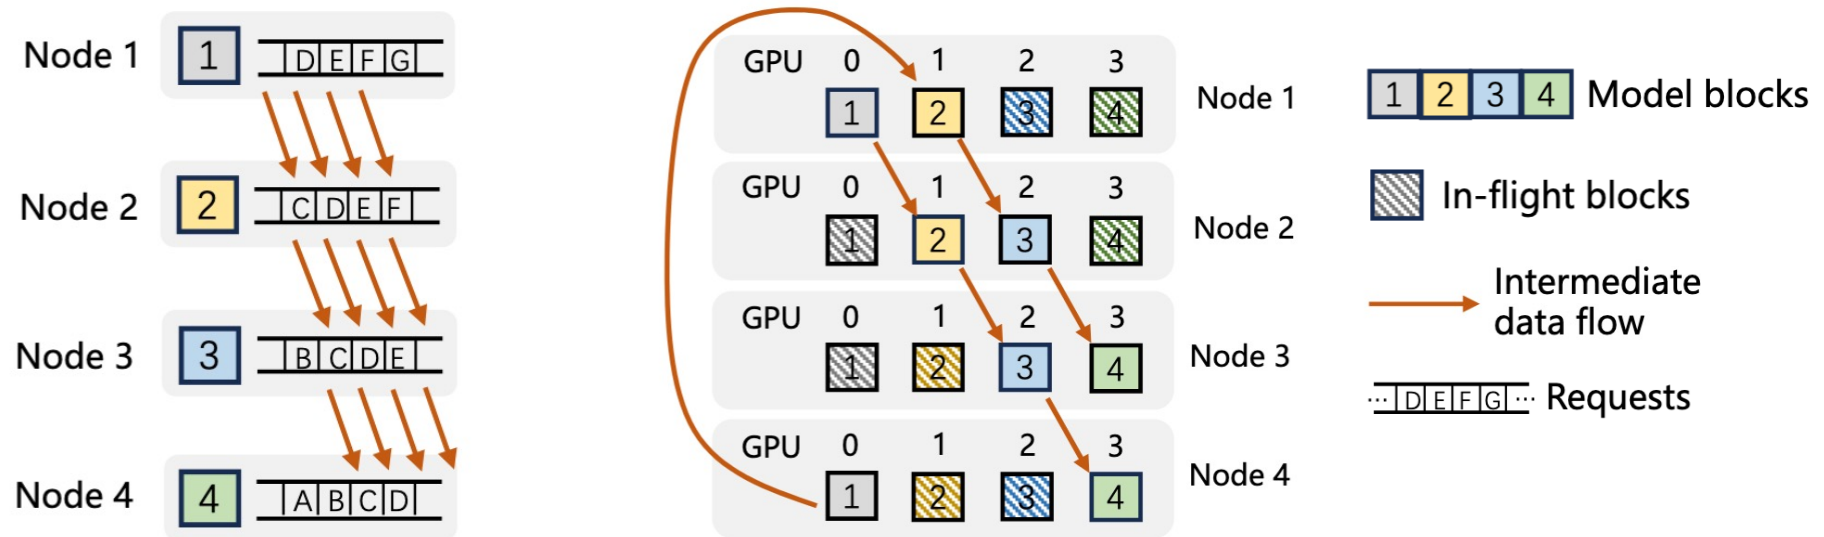 Node 1
1
D E F G
Node 2
2
C D E F
Node 3
3
B C D E
Node 4
4
A B C D
GPU 0 1 2 3
1 2 3 4
Node 1
GPU 0 1 2 3
1 2 3 4
Node 2
GPU 0 1 2 3
1 2 3 4
Node 3
GPU 0 1 2 3
1 2 3 4
Node 4
1 2 3 4 Model blocks
In-flight blocks
Intermediate
data flow
... D E F G ... Requests